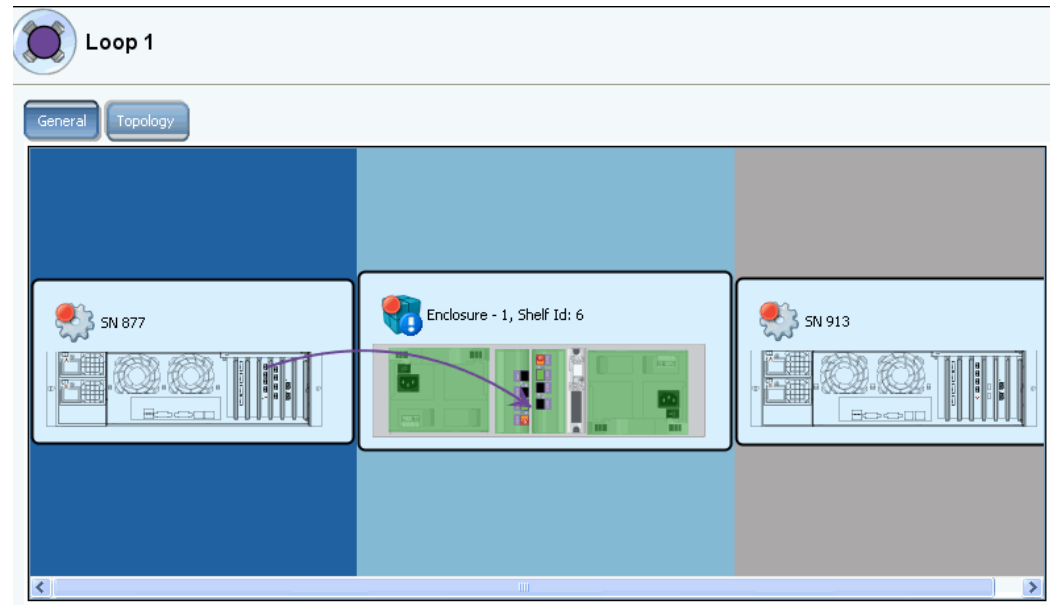 Loop 1
General
Topology
SN 877
Enclosure - 1, Shelf Id: 6
SN 913